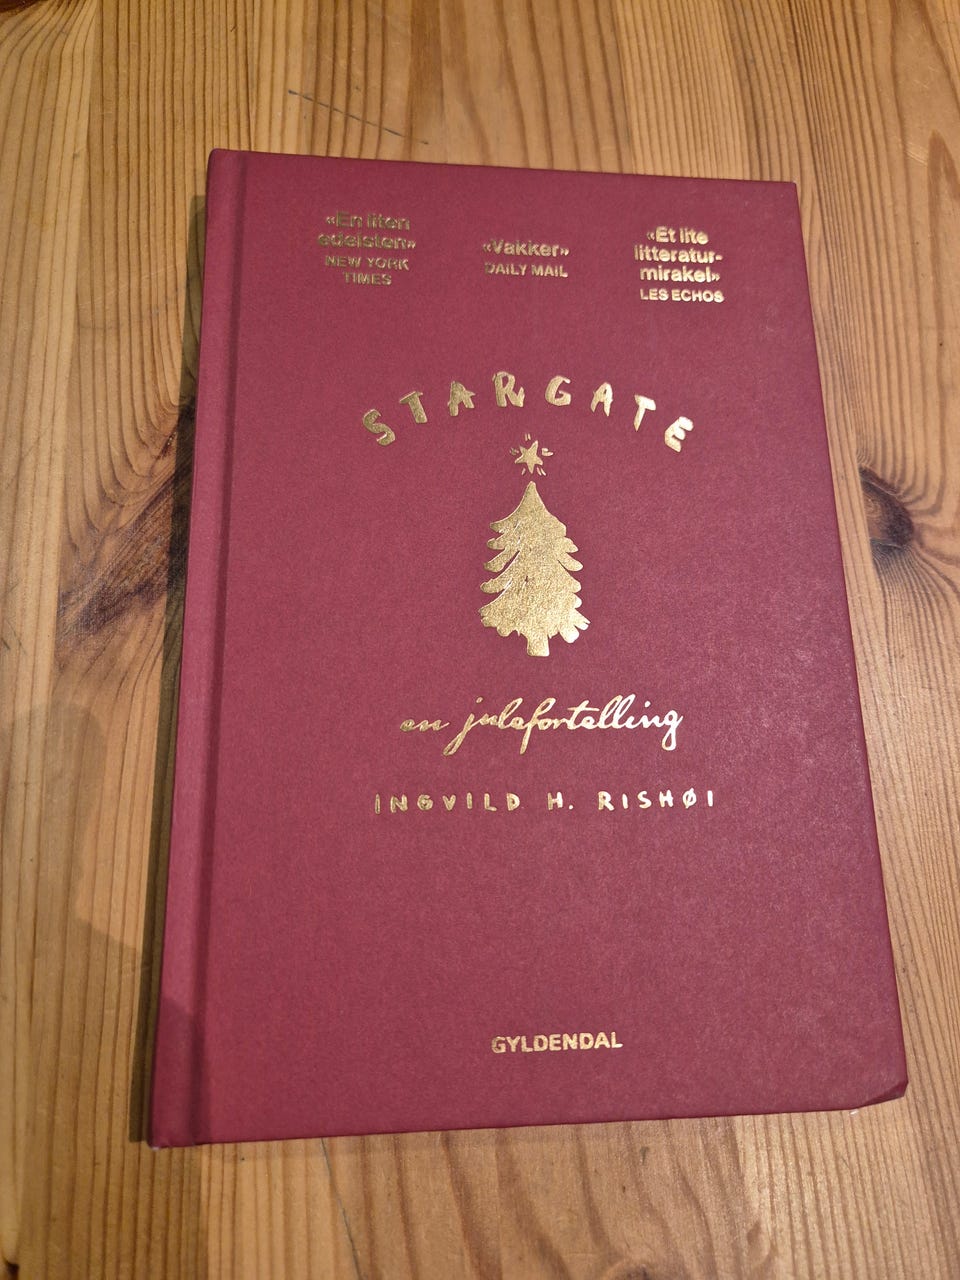 «En liten
edelsten»
NEW YORK
TIMES
«Vakker»
DAILY MAIL
«Et lite
litteratur-
mirakel»
LES ECHOS
STARGATE
en julefortelling
INGVILD H. RISHØI
GYLDENDAL